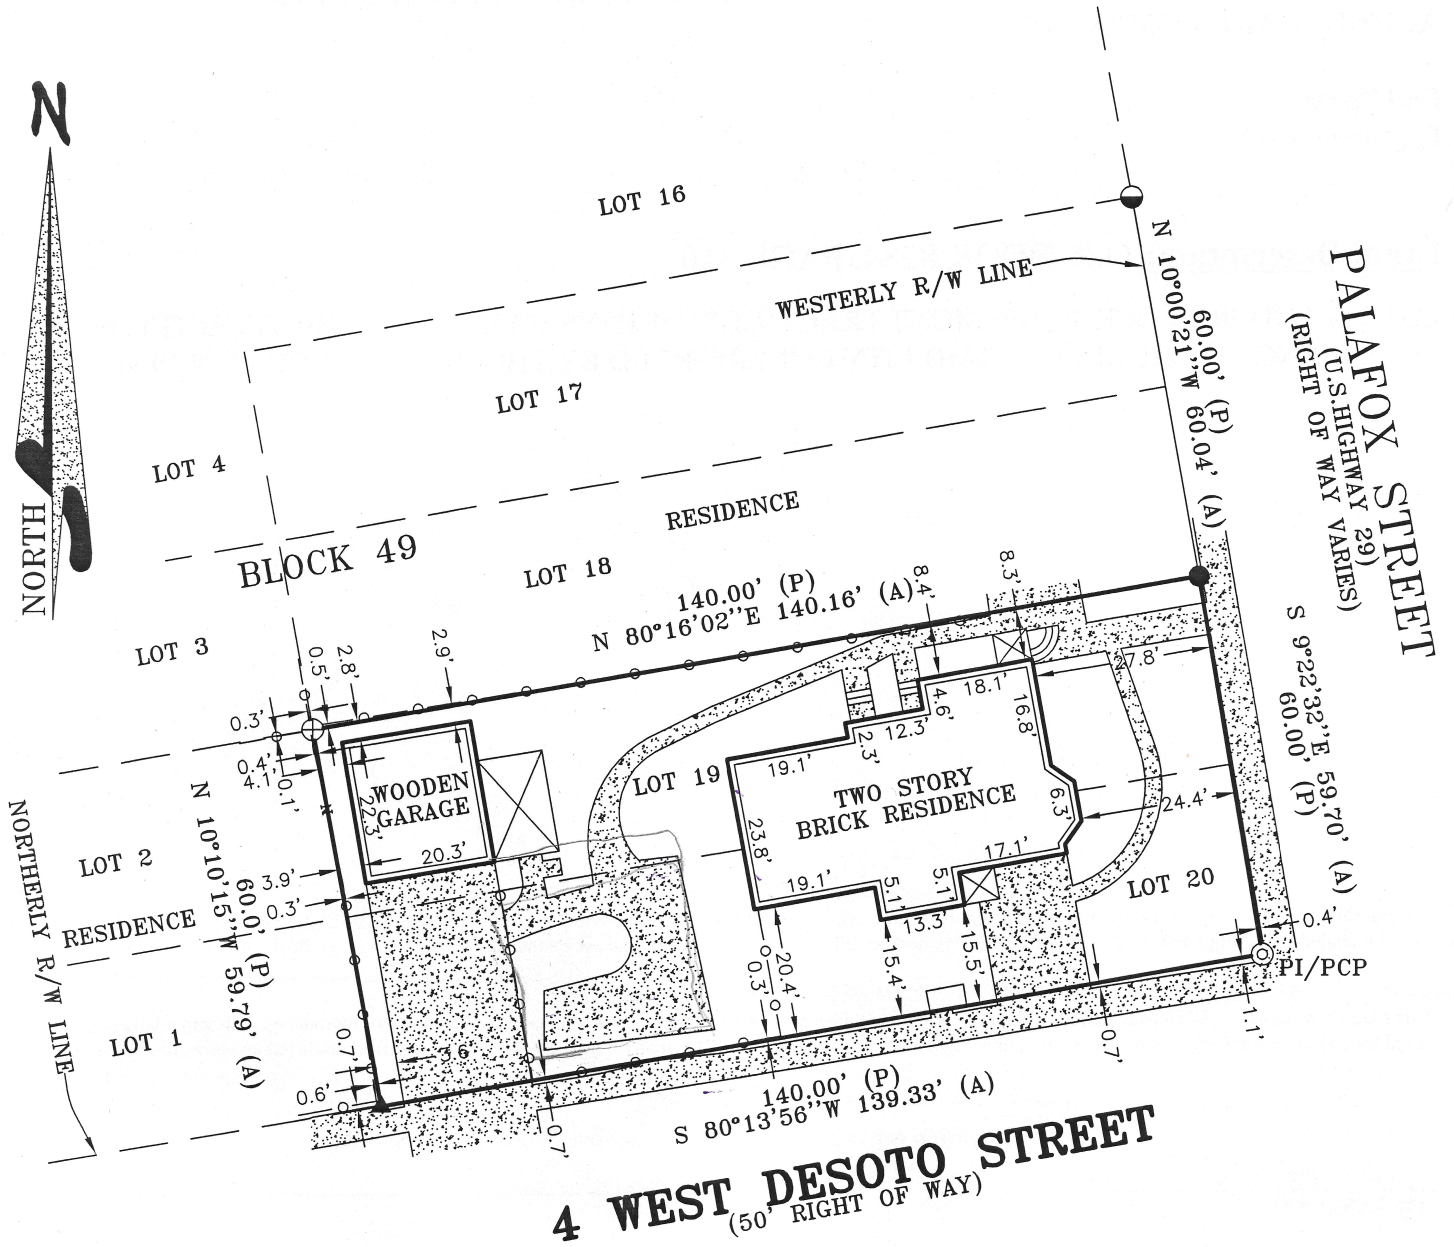 N
NORTH
LOT 16
WESTERLY R/W LINE
N 10°00'21"W 60.04' (A)
60.00' (P)
PALAFOX STREET
(U.S.HIGHWAY 29)
(RIGHT OF WAY VARIES)
LOT 17
LOT 4
RESIDENCE
BLOCK 49
LOT 18
140.00' (P)
N 80°16'02"E 140.16' (A)
8.4'
8.3'
LOT 3
0.5'
2.8'
2.9'
0.3'
0.4'
4.1'
0.1'
S 9°22'32"E 59.70' (A)
60.00' (P)
27.8'
18.1'
4.6'
16.8'
12.3'
2.3'
19.1'
LOT 19
WOODEN
GARAGE
22.3'
20.3'
TWO STORY
BRICK RESIDENCE
6.3'
24.4'
23.8'
17.1'
19.1'
5.1'
5.1'
13.3'
LOT 20
LOT 2
RESIDENCE
3.9'
0.3'
N 10°10'15"W 59.79' (A)
60.0' (P)
NORTHERLY R/W LINE
LOT 1
0.3'
20.4'
15.4'
15.5'
0.4'
PI/PCP
1.1'
0.7'
0.7'
0.6'
3.6'
0.7'
140.00' (P)
S 80°13'56"W 139.33' (A)
4 WEST DESOTO STREET
(50' RIGHT OF WAY)